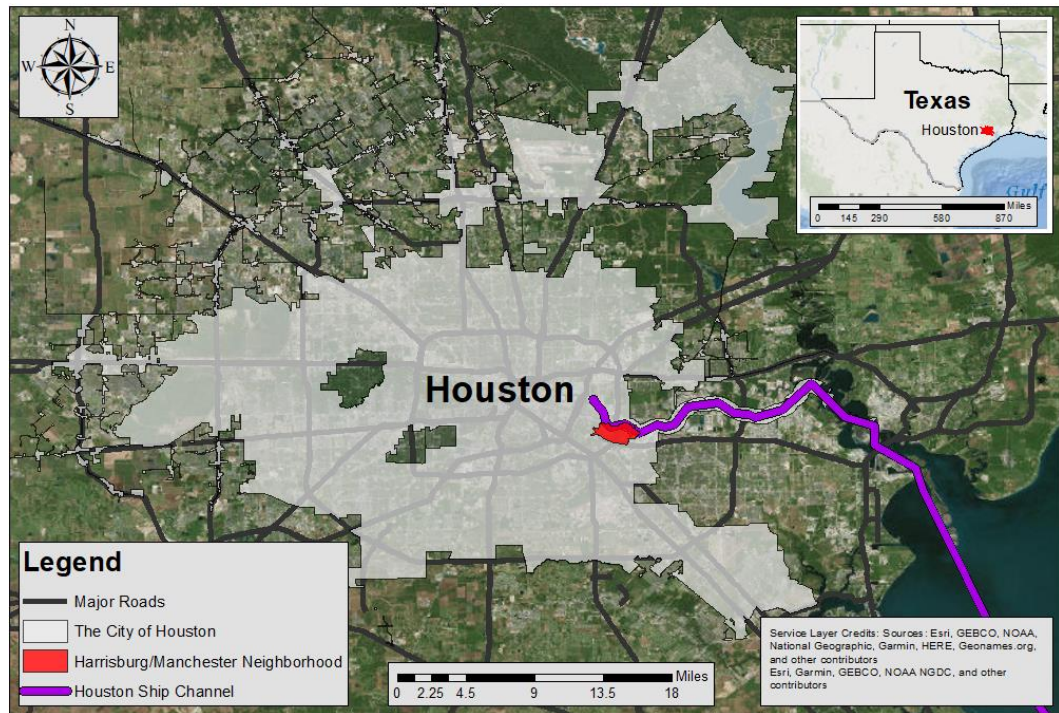 N
W E
S
Texas
Houston
Gulf
Miles
0 145 290 580 870
Houston
Legend
Major Roads
The City of Houston
Harrisburg/Manchester Neighborhood
Houston Ship Channel
Miles
0 2.25 4.5 9 13.5 18
Service Layer Credits: Sources: Esri, GEBCO, NOAA,
National Geographic, Garmin, HERE, Geonames.org,
and other contributors
Esri, Garmin, GEBCO, NOAA NGDC, and other
contributors